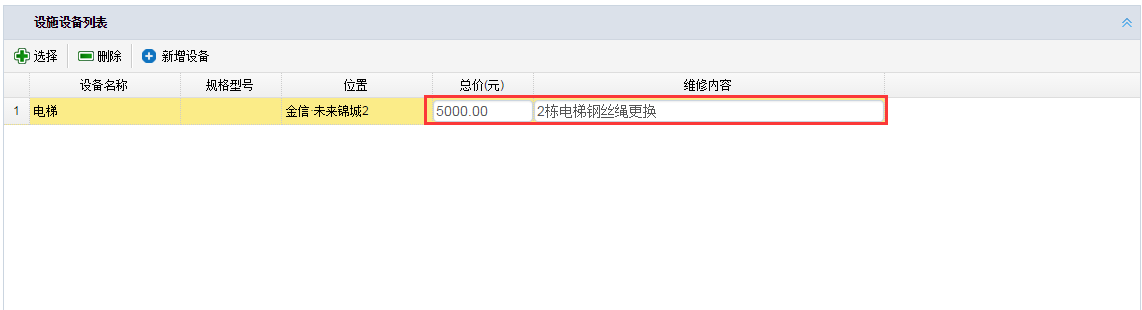 设施设备列表
选择 删除 新增设备
设备名称 规格型号 位置 总价(元) 维修内容
1 电梯 金信·未来锦城2 5000.00 2栋电梯钢丝绳更换